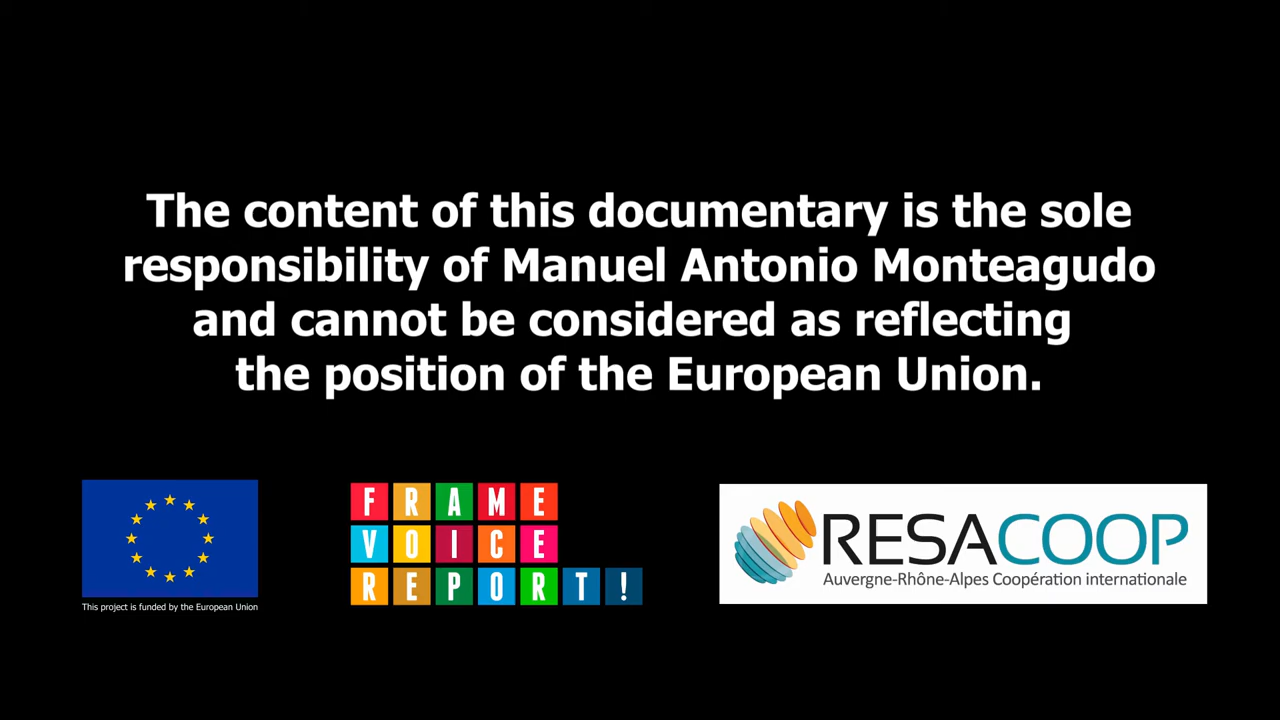 The content of this documentary is the sole
responsibility of Manuel Antonio Monteagudo
and cannot be considered as reflecting
the position of the European Union.
This project is funded by the European Union
FRAME
VOICE
REPORT!
RESACOOP
Auvergne-Rhône-Alpes Coopération internationale